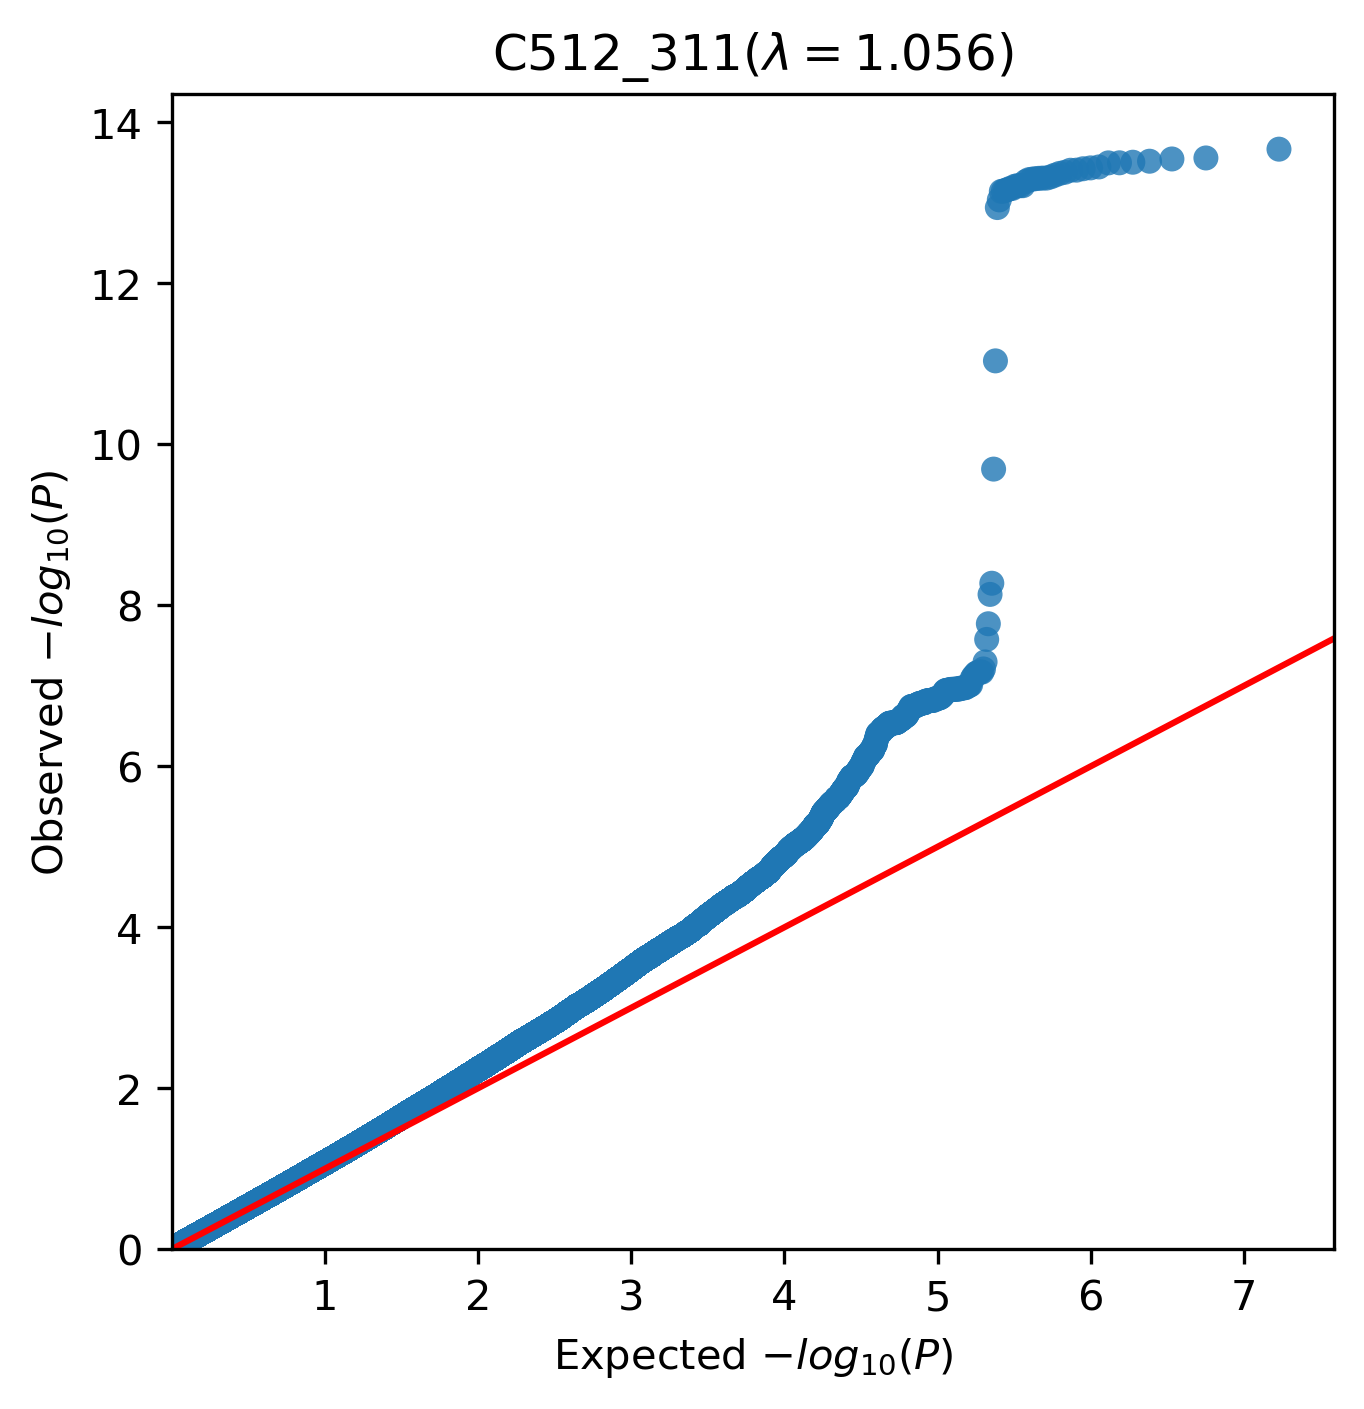 C512_311(λ = 1.056)
14
12
10
8
6
4
2
0
Observed −log₁₀(P)
1 2 3 4 5 6 7
Expected −log₁₀(P)